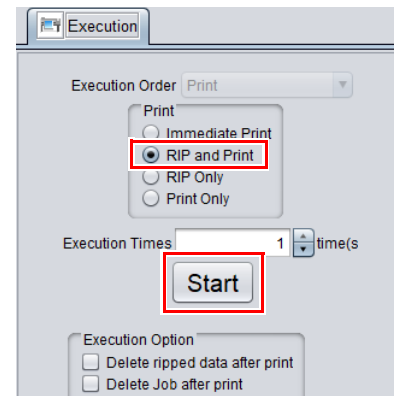 Execution
Execution Order Print
Print
Immediate Print
RIP and Print
RIP Only
Print Only
Execution Times 1 time(s
Start
Execution Option
Delete ripped data after print
Delete Job after print